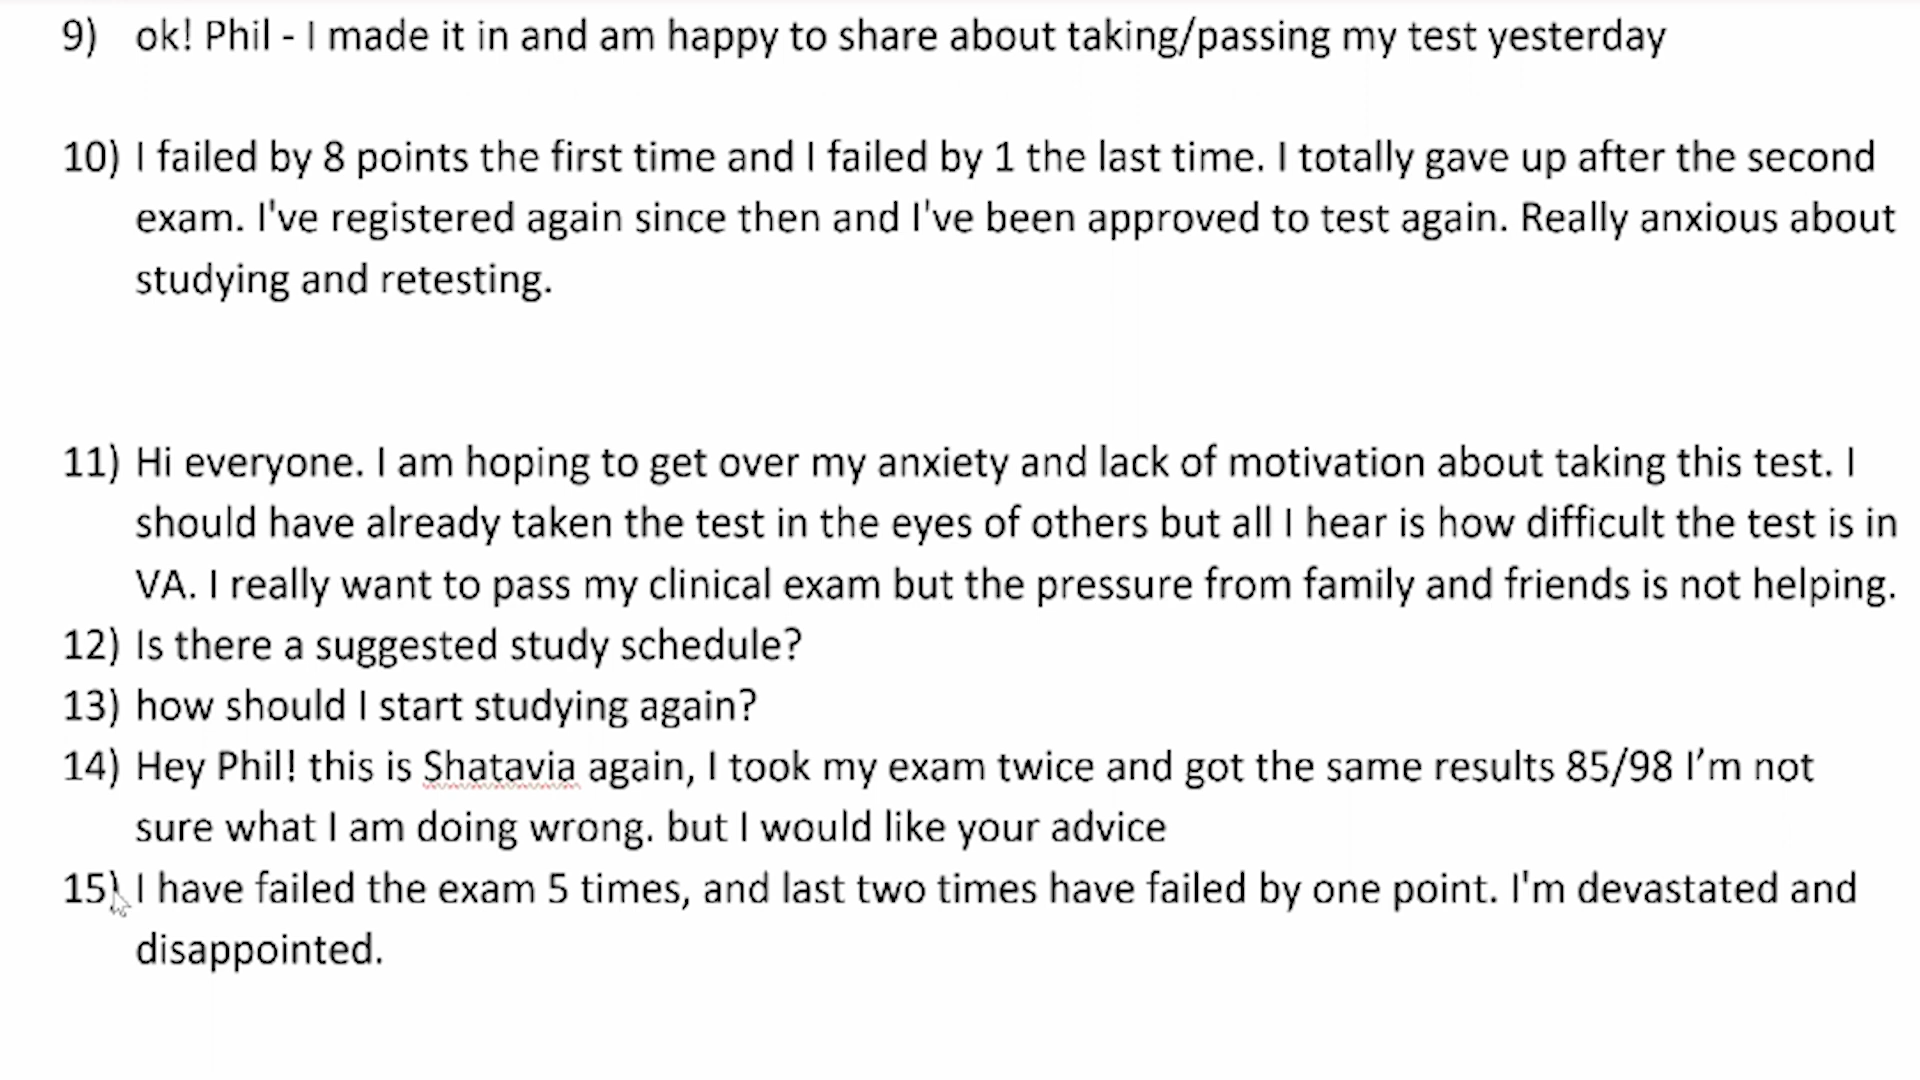 9) ok! Phil - I made it in and am happy to share about taking/passing my test yesterday
10) I failed by 8 points the first time and I failed by 1 the last time. I totally gave up after the second
exam. I've registered again since then and I've been approved to test again. Really anxious about
studying and retesting.
11) Hi everyone. I am hoping to get over my anxiety and lack of motivation about taking this test. I
should have already taken the test in the eyes of others but all I hear is how difficult the test is in
VA. I really want to pass my clinical exam but the pressure from family and friends is not helping.
12) Is there a suggested study schedule?
13) how should I start studying again?
14) Hey Phil! this is Shatavia again, I took my exam twice and got the same results 85/98 I’m not
sure what I am doing wrong. but I would like your advice
15) I have failed the exam 5 times, and last two times have failed by one point. I'm devastated and
disappointed.